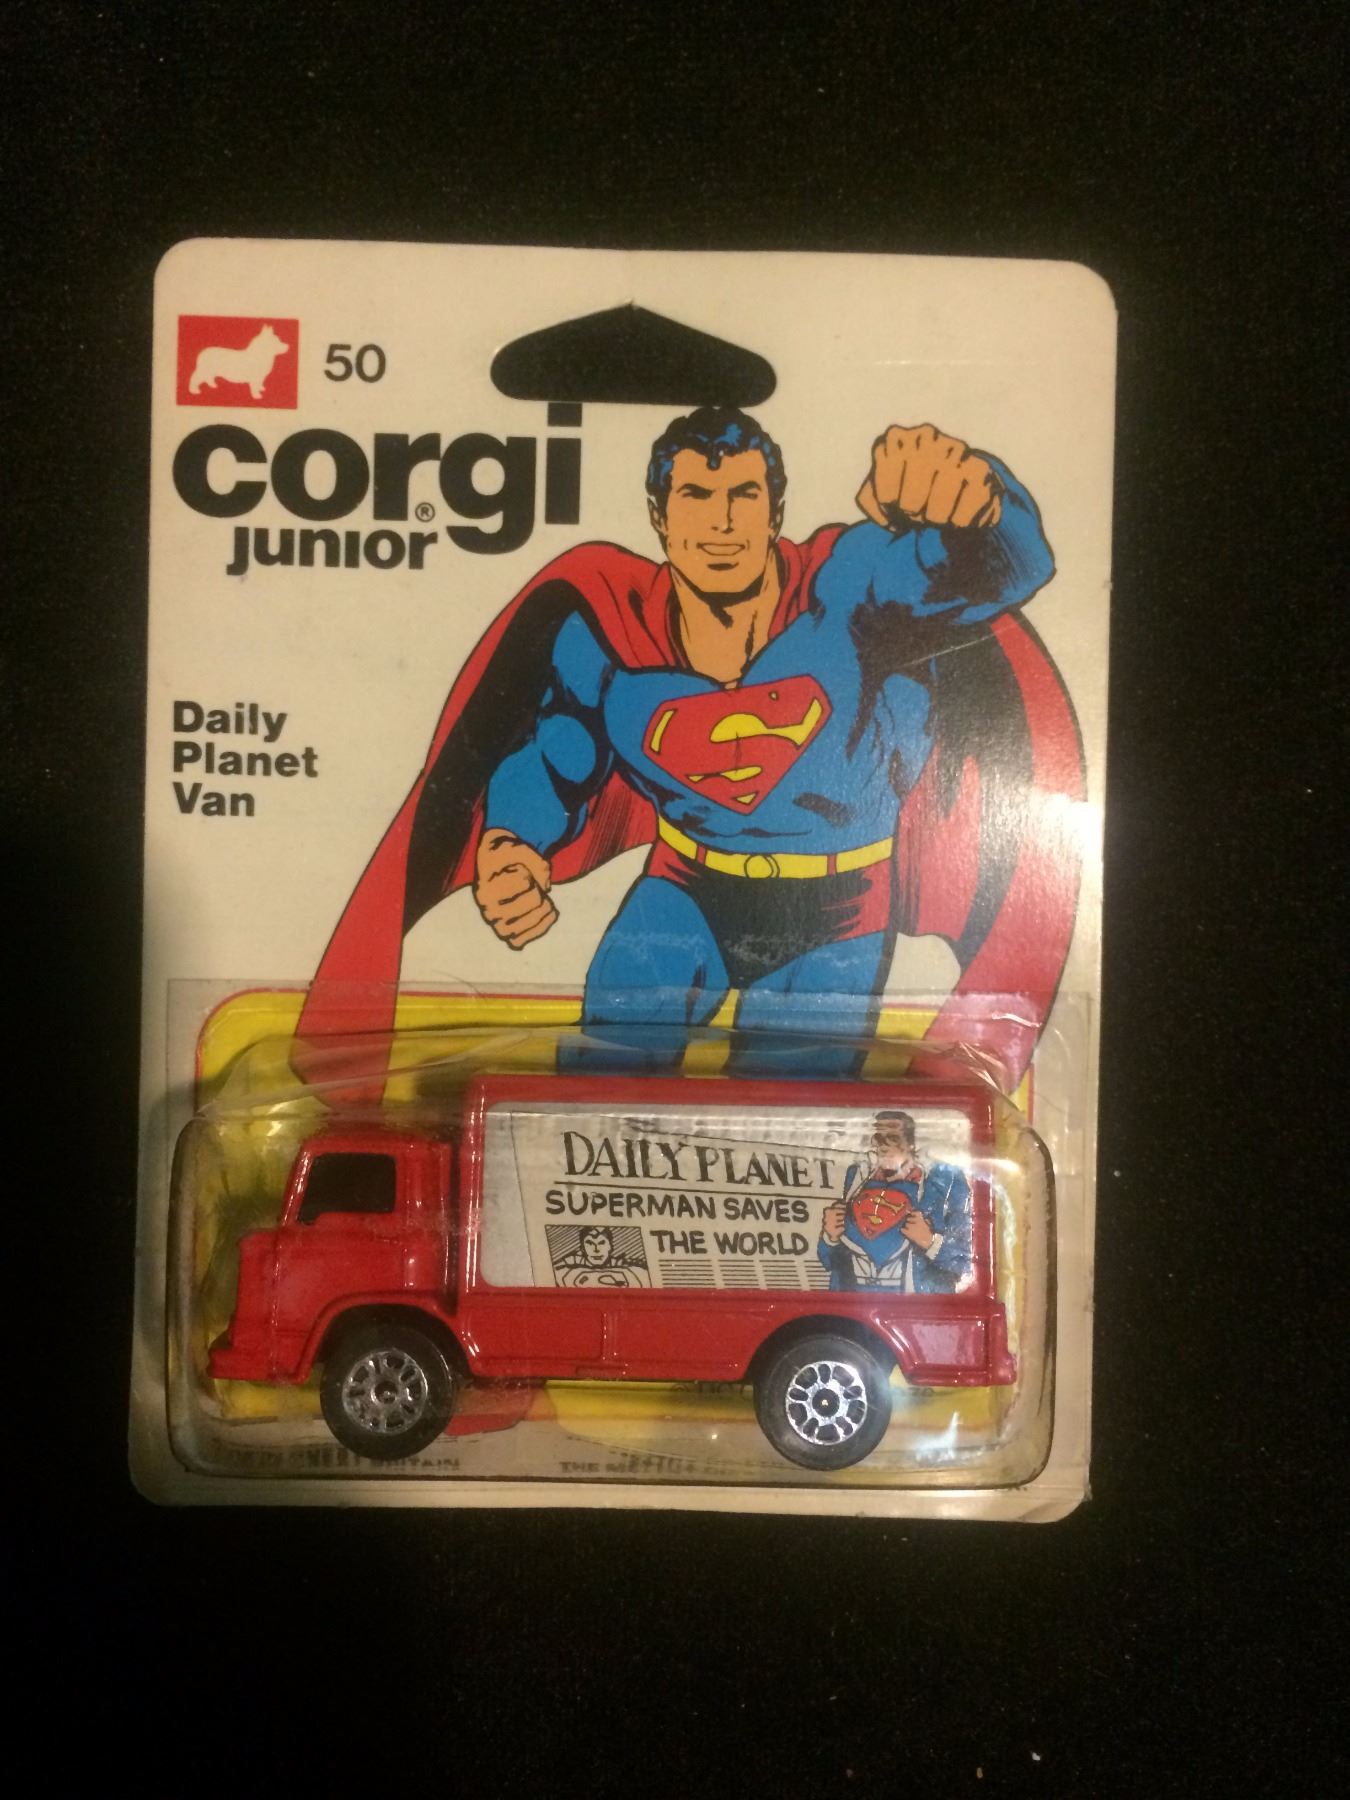 50
corgi®
junior
Daily
Planet
Van
DAILY PLANET
SUPERMAN SAVES
THE WORLD